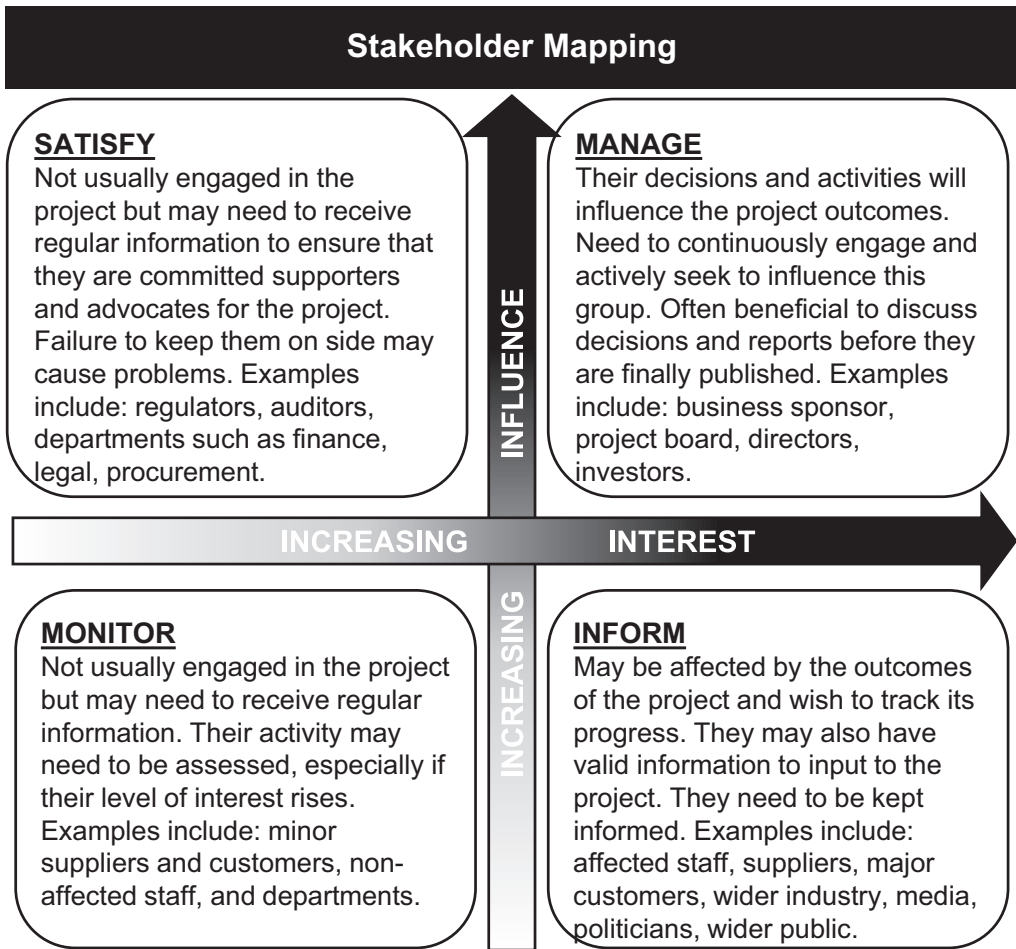 Stakeholder Mapping
SATISFY
Not usually engaged in the
project but may need to receive
regular information to ensure that
they are committed supporters
and advocates for the project.
Failure to keep them on side may
cause problems. Examples
include: regulators, auditors,
departments such as finance,
legal, procurement.
MANAGE
Their decisions and activities will
influence the project outcomes.
Need to continuously engage and
actively seek to influence this
group. Often beneficial to discuss
decisions and reports before they
are finally published. Examples
include: business sponsor,
project board, directors,
investors.
INCREASING INFLUENCE
INCREASING INTEREST
MONITOR
Not usually engaged in the project
but may need to receive regular
information. Their activity may
need to be assessed, especially if
their level of interest rises.
Examples include: minor
suppliers and customers, non-
affected staff, and departments.
INFORM
May be affected by the outcomes
of the project and wish to track its
progress. They may also have
valid information to input to the
project. They need to be kept
informed. Examples include:
affected staff, suppliers, major
customers, wider industry, media,
politicians, wider public.